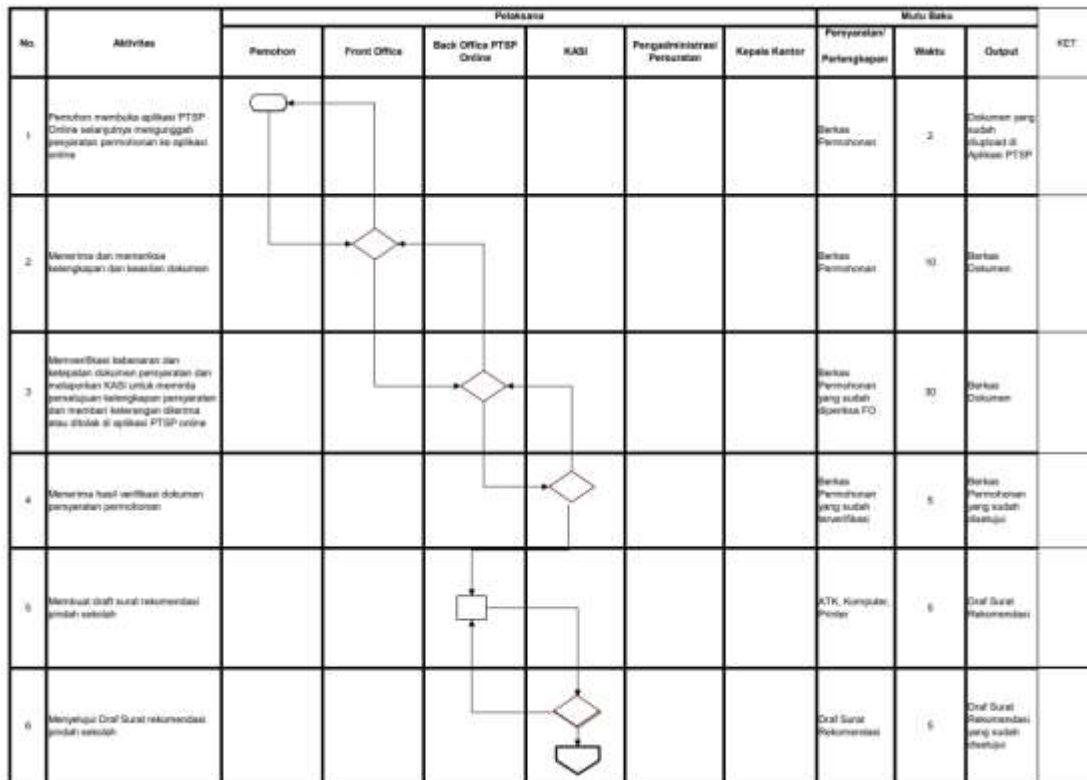 Pelaksana
Mutu Baku
No.
Aktivitas
Pemohon
Front Office
Back Office PTSP
Online
KASI
Pengadministrasi
Persuratan
Kepala Kantor
Persyaratan/
Perlengkapan
Waktu
Output
KET
1
Pemohon membuka aplikasi PTSP
Online selanjutnya mengunggah
persyaratan permohonan ke aplikasi
online
Berkas
Permohonan
2
Dokumen yang
sudah
diupload di
Aplikasi PTSP
2
Menerima dan memeriksa
kelengkapan dan keaslian dokumen
Berkas
Permohonan
10
Berkas
Dokumen
3
Memverifikasi kebenaran dan
ketepatan dokumen persyaratan dan
melaporkan KASI untuk meminta
persetujuan kelengkapan persyaratan
dan memberi keterangan diterima
atau ditolak di aplikasi PTSP online
Berkas
Permohonan
yang sudah
diperiksa FO
30
Berkas
Dokumen
4
Menerima hasil verifikasi dokumen
persyaratan permohonan
Berkas
Permohonan
yang sudah
terverifikasi
5
Berkas
Permohonan
yang sudah
disetujui
5
Membuat draft surat rekomendasi
pindah sekolah
ATK, Komputer,
Printer
5
Draf Surat
Rekomendasi
6
Menyetujui Draf Surat rekomendasi
pindah sekolah
Draf Surat
Rekomendasi
5
Draf Surat
Rekomendasi
yang sudah
disetujui